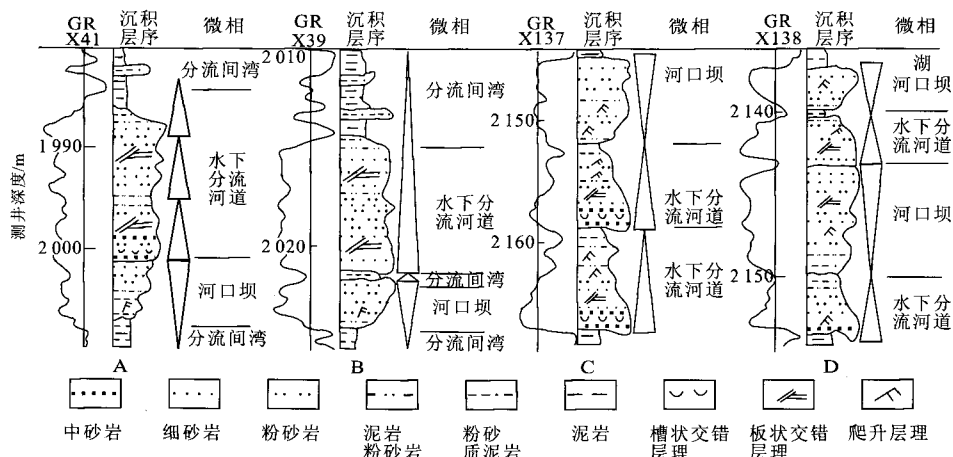 GR X41 沉积层序 微相
GR X39 沉积层序 微相
GR X137 沉积层序 微相
GR X138 沉积层序 微相
测井深度/m
1 990
2 000
分流间湾
水下分流河道
河口坝
分流间湾
A
2 010
2 020
分流间湾
水下分流河道
分流间湾
河口坝
分流间湾
B
2 150
2 160
河口坝
水下分流河道
水下分流河道
C
2 140
2 150
湖
河口坝
水下分流河道
河口坝
水下分流河道
D
中砂岩
细砂岩
粉砂岩
泥岩粉砂岩
粉砂质泥岩
泥岩
槽状交错层理
板状交错层理
爬升层理